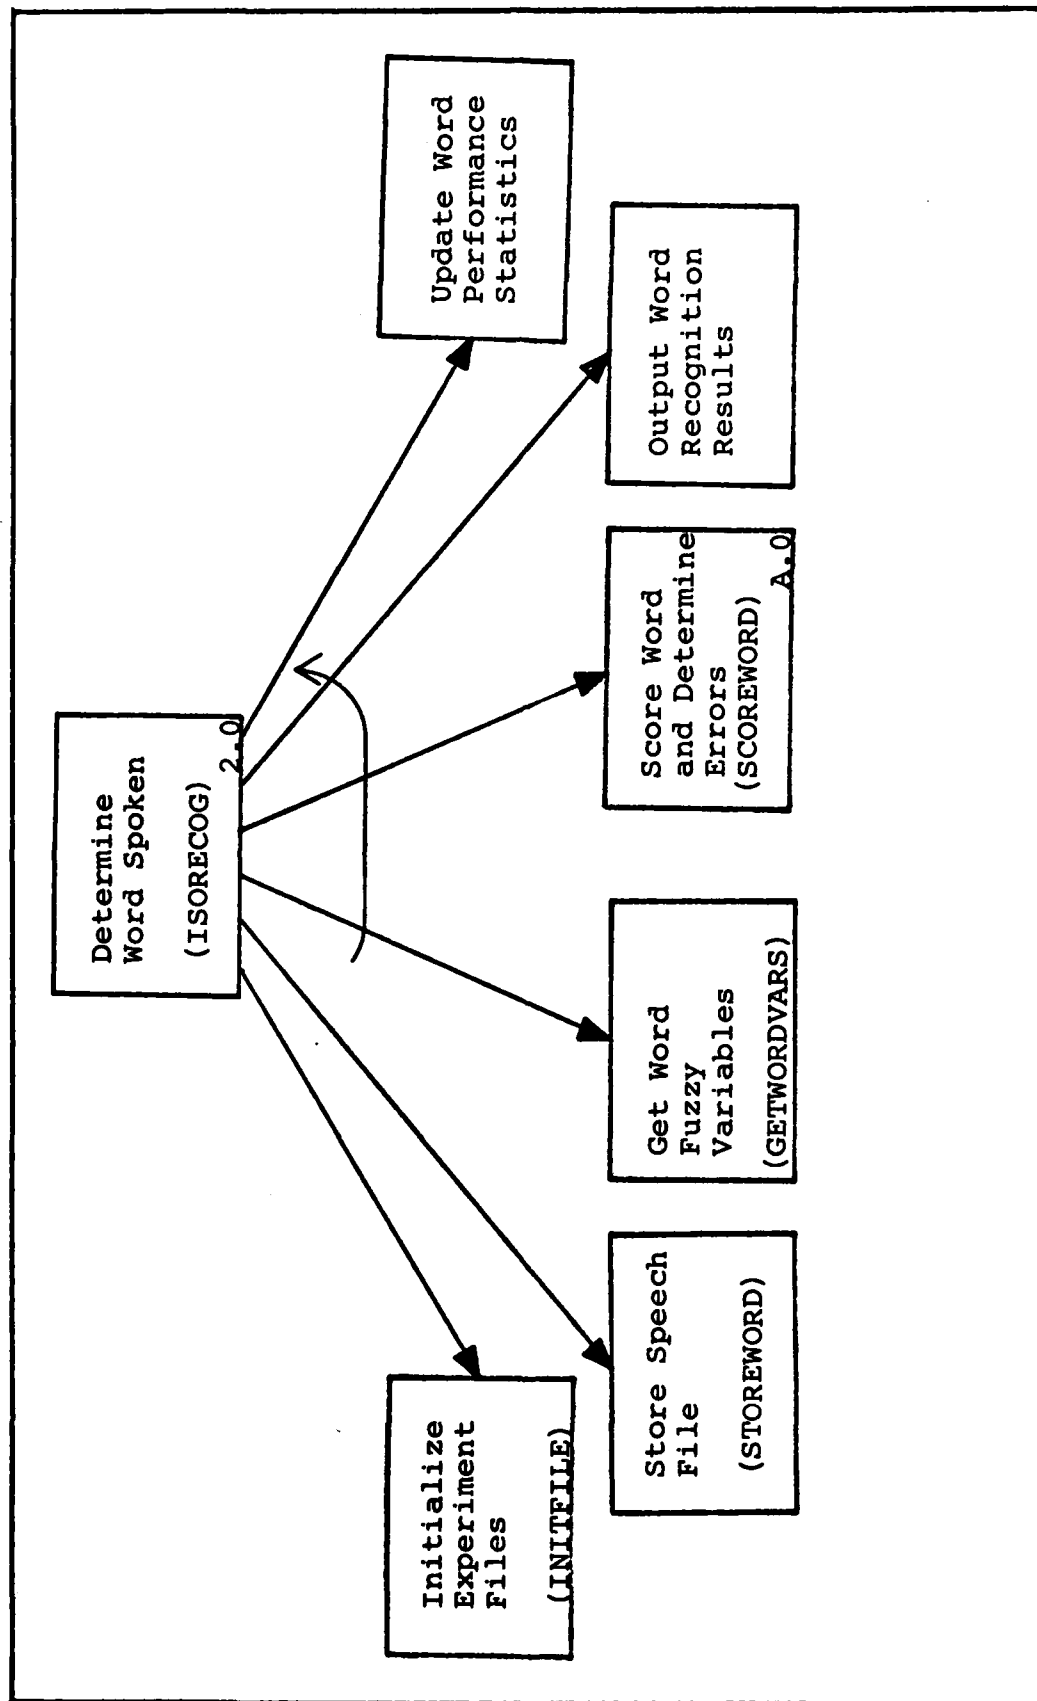 Determine
Word Spoken
(ISORECOG)
2.0
Initialize
Experiment
Files
(INITFILE)
Store Speech
File
(STOREWORD)
Get Word
Fuzzy
Variables
(GETWORDVARS)
Score Word
and Determine
Errors
(SCOREWORD)
A.0
Output Word
Recognition
Results
Update Word
Performance
Statistics